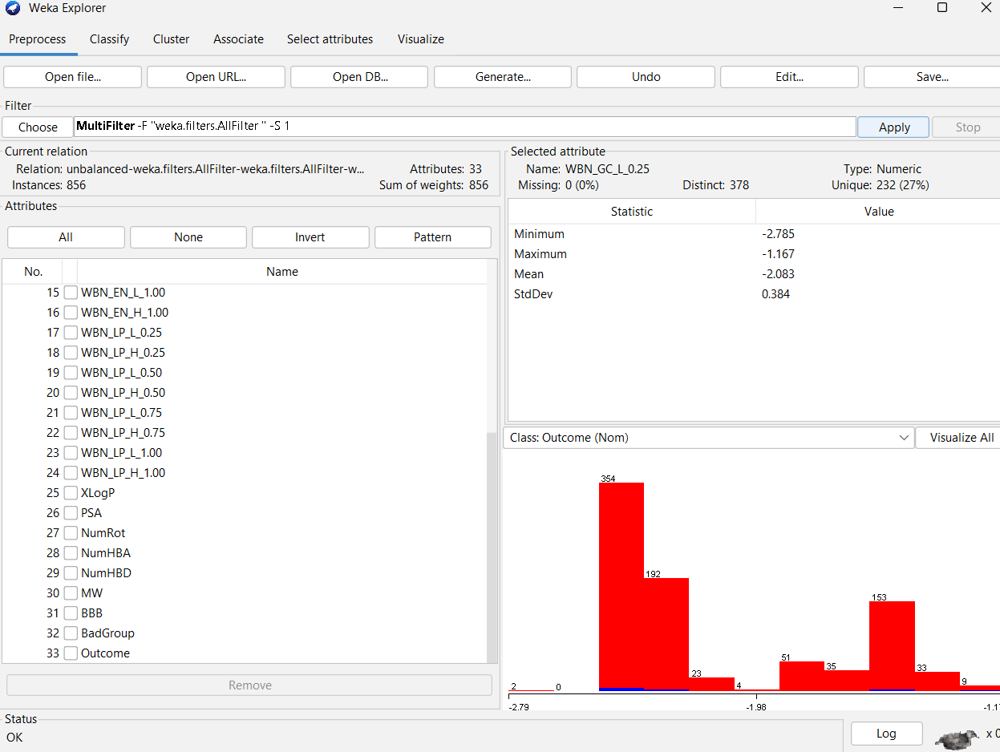 Weka Explorer
Preprocess Classify Cluster Associate Select attributes Visualize
Open file... Open URL... Open DB... Generate... Undo Edit... Save...
Filter
Choose MultiFilter -F "weka.filters.AllFilter " -S 1 Apply Stop
Current relation
Relation: unbalanced-weka.filters.AllFilter-weka.filters.AllFilter-w... Attributes: 33
Instances: 856 Sum of weights: 856
Attributes
All None Invert Pattern
No. Name
15 WBN_EN_L_1.00
16 WBN_EN_H_1.00
17 WBN_LP_L_0.25
18 WBN_LP_H_0.25
19 WBN_LP_L_0.50
20 WBN_LP_H_0.50
21 WBN_LP_L_0.75
22 WBN_LP_H_0.75
23 WBN_LP_L_1.00
24 WBN_LP_H_1.00
25 XLogP
26 PSA
27 NumRot
28 NumHBA
29 NumHBD
30 MW
31 BBB
32 BadGroup
33 Outcome
Remove
Selected attribute
Name: WBN_GC_L_0.25 Type: Numeric
Missing: 0 (0%) Distinct: 378 Unique: 232 (27%)
Statistic Value
Minimum -2.785
Maximum -1.167
Mean -2.083
StdDev 0.384
Class: Outcome (Nom) Visualize All
354
192
153
51
35
33
23
4
9
2
0
-2.79 -1.98 -1.17
Status
OK
Log x 0